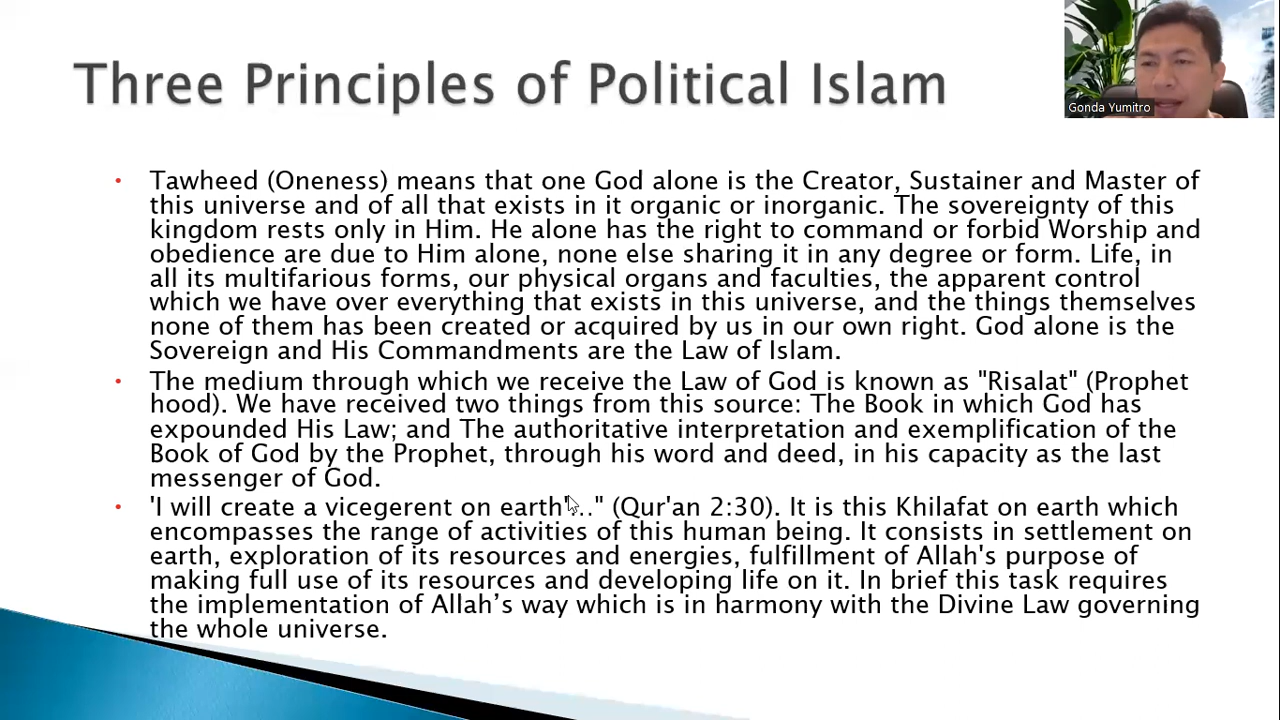 Three Principles of Political Islam
Gonda Yumitro
• Tawheed (Oneness) means that one God alone is the Creator, Sustainer and Master of
this universe and of all that exists in it organic or inorganic. The sovereignty of this
kingdom rests only in Him. He alone has the right to command or forbid Worship and
obedience are due to Him alone, none else sharing it in any degree or form. Life, in
all its multifarious forms, our physical organs and faculties, the apparent control
which we have over everything that exists in this universe, and the things themselves
none of them has been created or acquired by us in our own right. God alone is the
Sovereign and His Commandments are the Law of Islam.
• The medium through which we receive the Law of God is known as "Risalat" (Prophet
hood). We have received two things from this source: The Book in which God has
expounded His Law; and The authoritative interpretation and exemplification of the
Book of God by the Prophet, through his word and deed, in his capacity as the last
messenger of God.
• 'I will create a vicegerent on earth'..." (Qur'an 2:30). It is this Khilafat on earth which
encompasses the range of activities of this human being. It consists in settlement on
earth, exploration of its resources and energies, fulfillment of Allah's purpose of
making full use of its resources and developing life on it. In brief this task requires
the implementation of Allah’s way which is in harmony with the Divine Law governing
the whole universe.